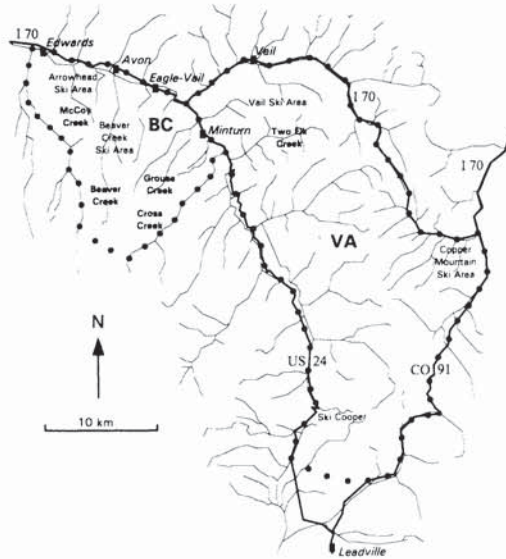 I 70
Edwards
Avon
Eagle-Vail
Vail
Arrowhead
Ski Area
McCoy
Creek
Beaver
Creek
Ski Area
BC
Minturn
Vail Ski Area
Two Elk
Creek
I 70
I 70
Beaver
Creek
Grouse
Creek
Cross
Creek
VA
Copper
Mountain
Ski Area
N
10 km
US 24
CO 91
Ski Cooper
Leadville